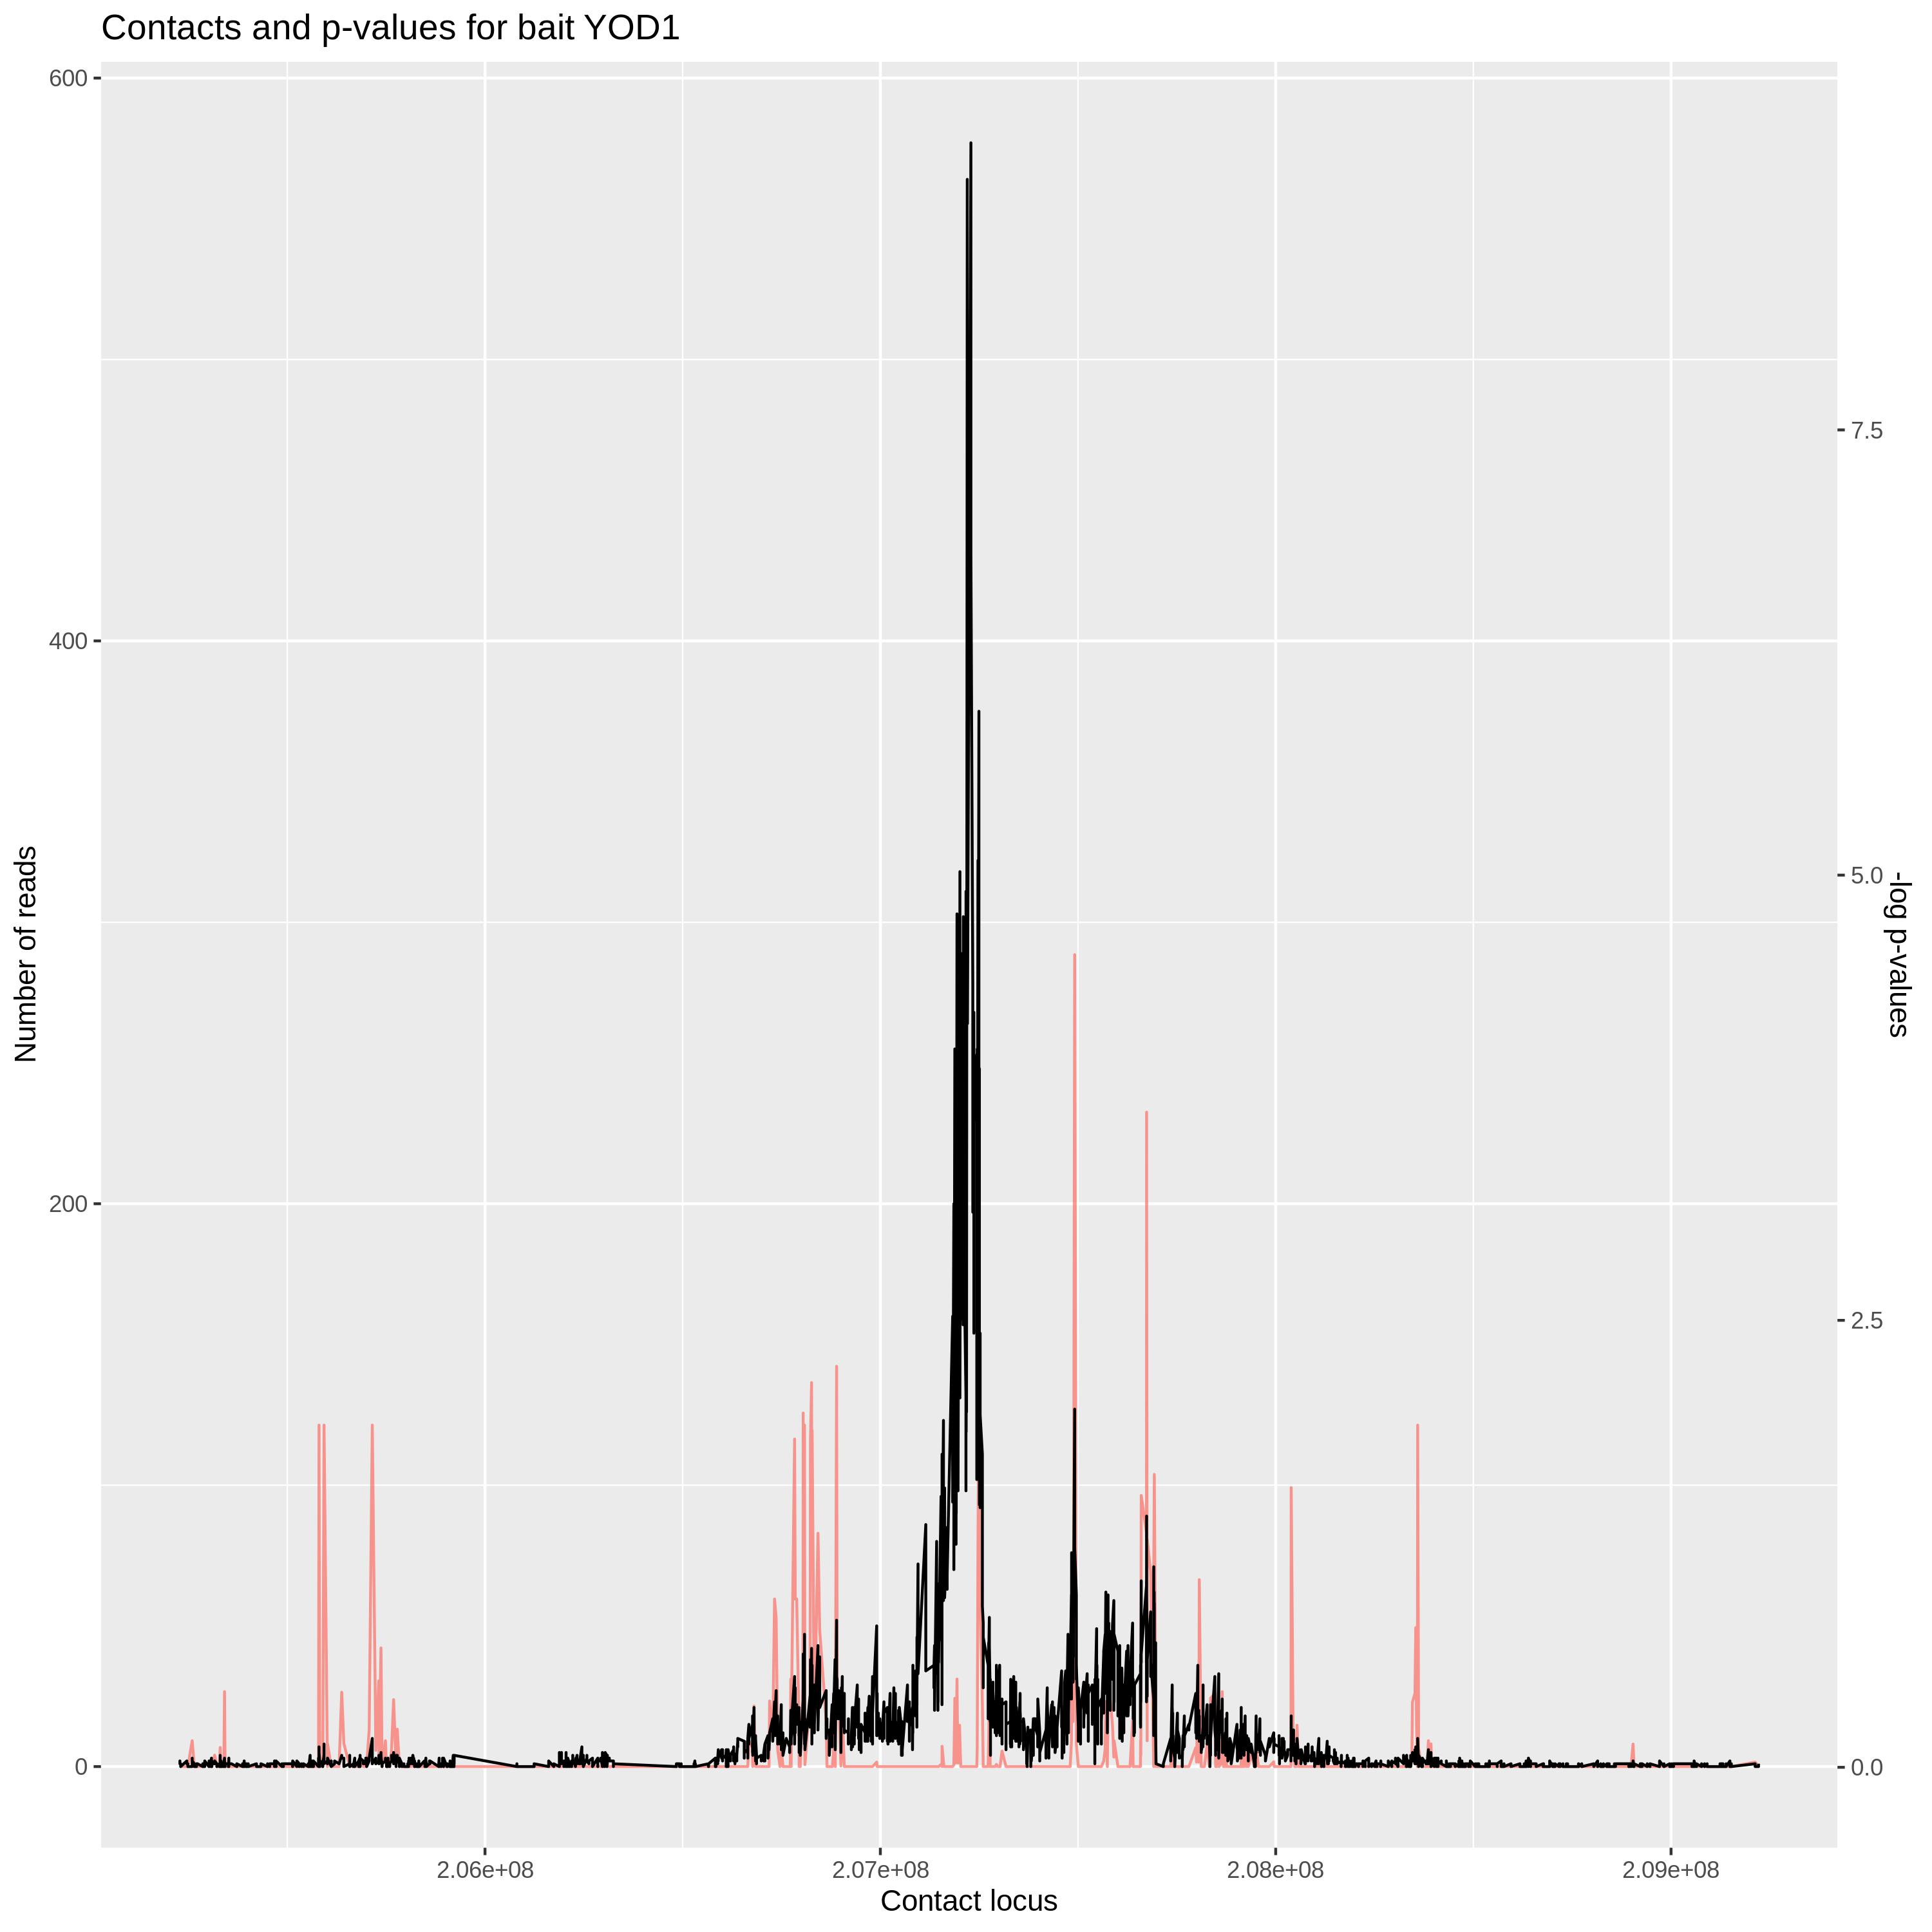 Contacts and p-values for bait YOD1
600
400
200
0
Number of reads
7.5
5.0
2.5
0.0
-log p-values
2.06e+08
2.07e+08
2.08e+08
2.09e+08
Contact locus